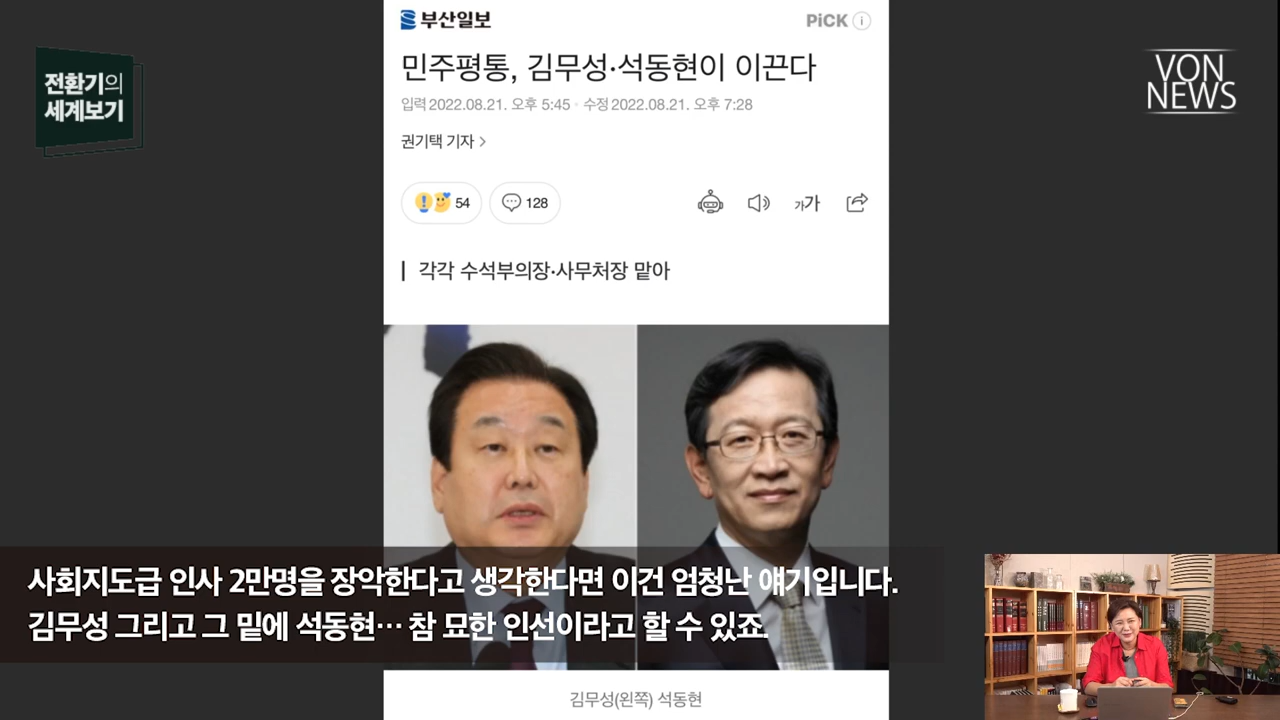 전환기의
세계보기
부산일보
PiCK
민주평통, 김무성·석동현이 이끈다
입력 2022.08.21. 오후 5:45 · 수정 2022.08.21. 오후 7:28
권기택 기자 >
54
128
가가
각각 수석부의장·사무처장 맡아
VON
NEWS
사회지도급 인사 2만명을 장악한다고 생각한다면 이건 엄청난 얘기입니다.
김무성 그리고 그 밑에 석동현… 참 묘한 인선이라고 할 수 있죠.
김무성(왼쪽) 석동현